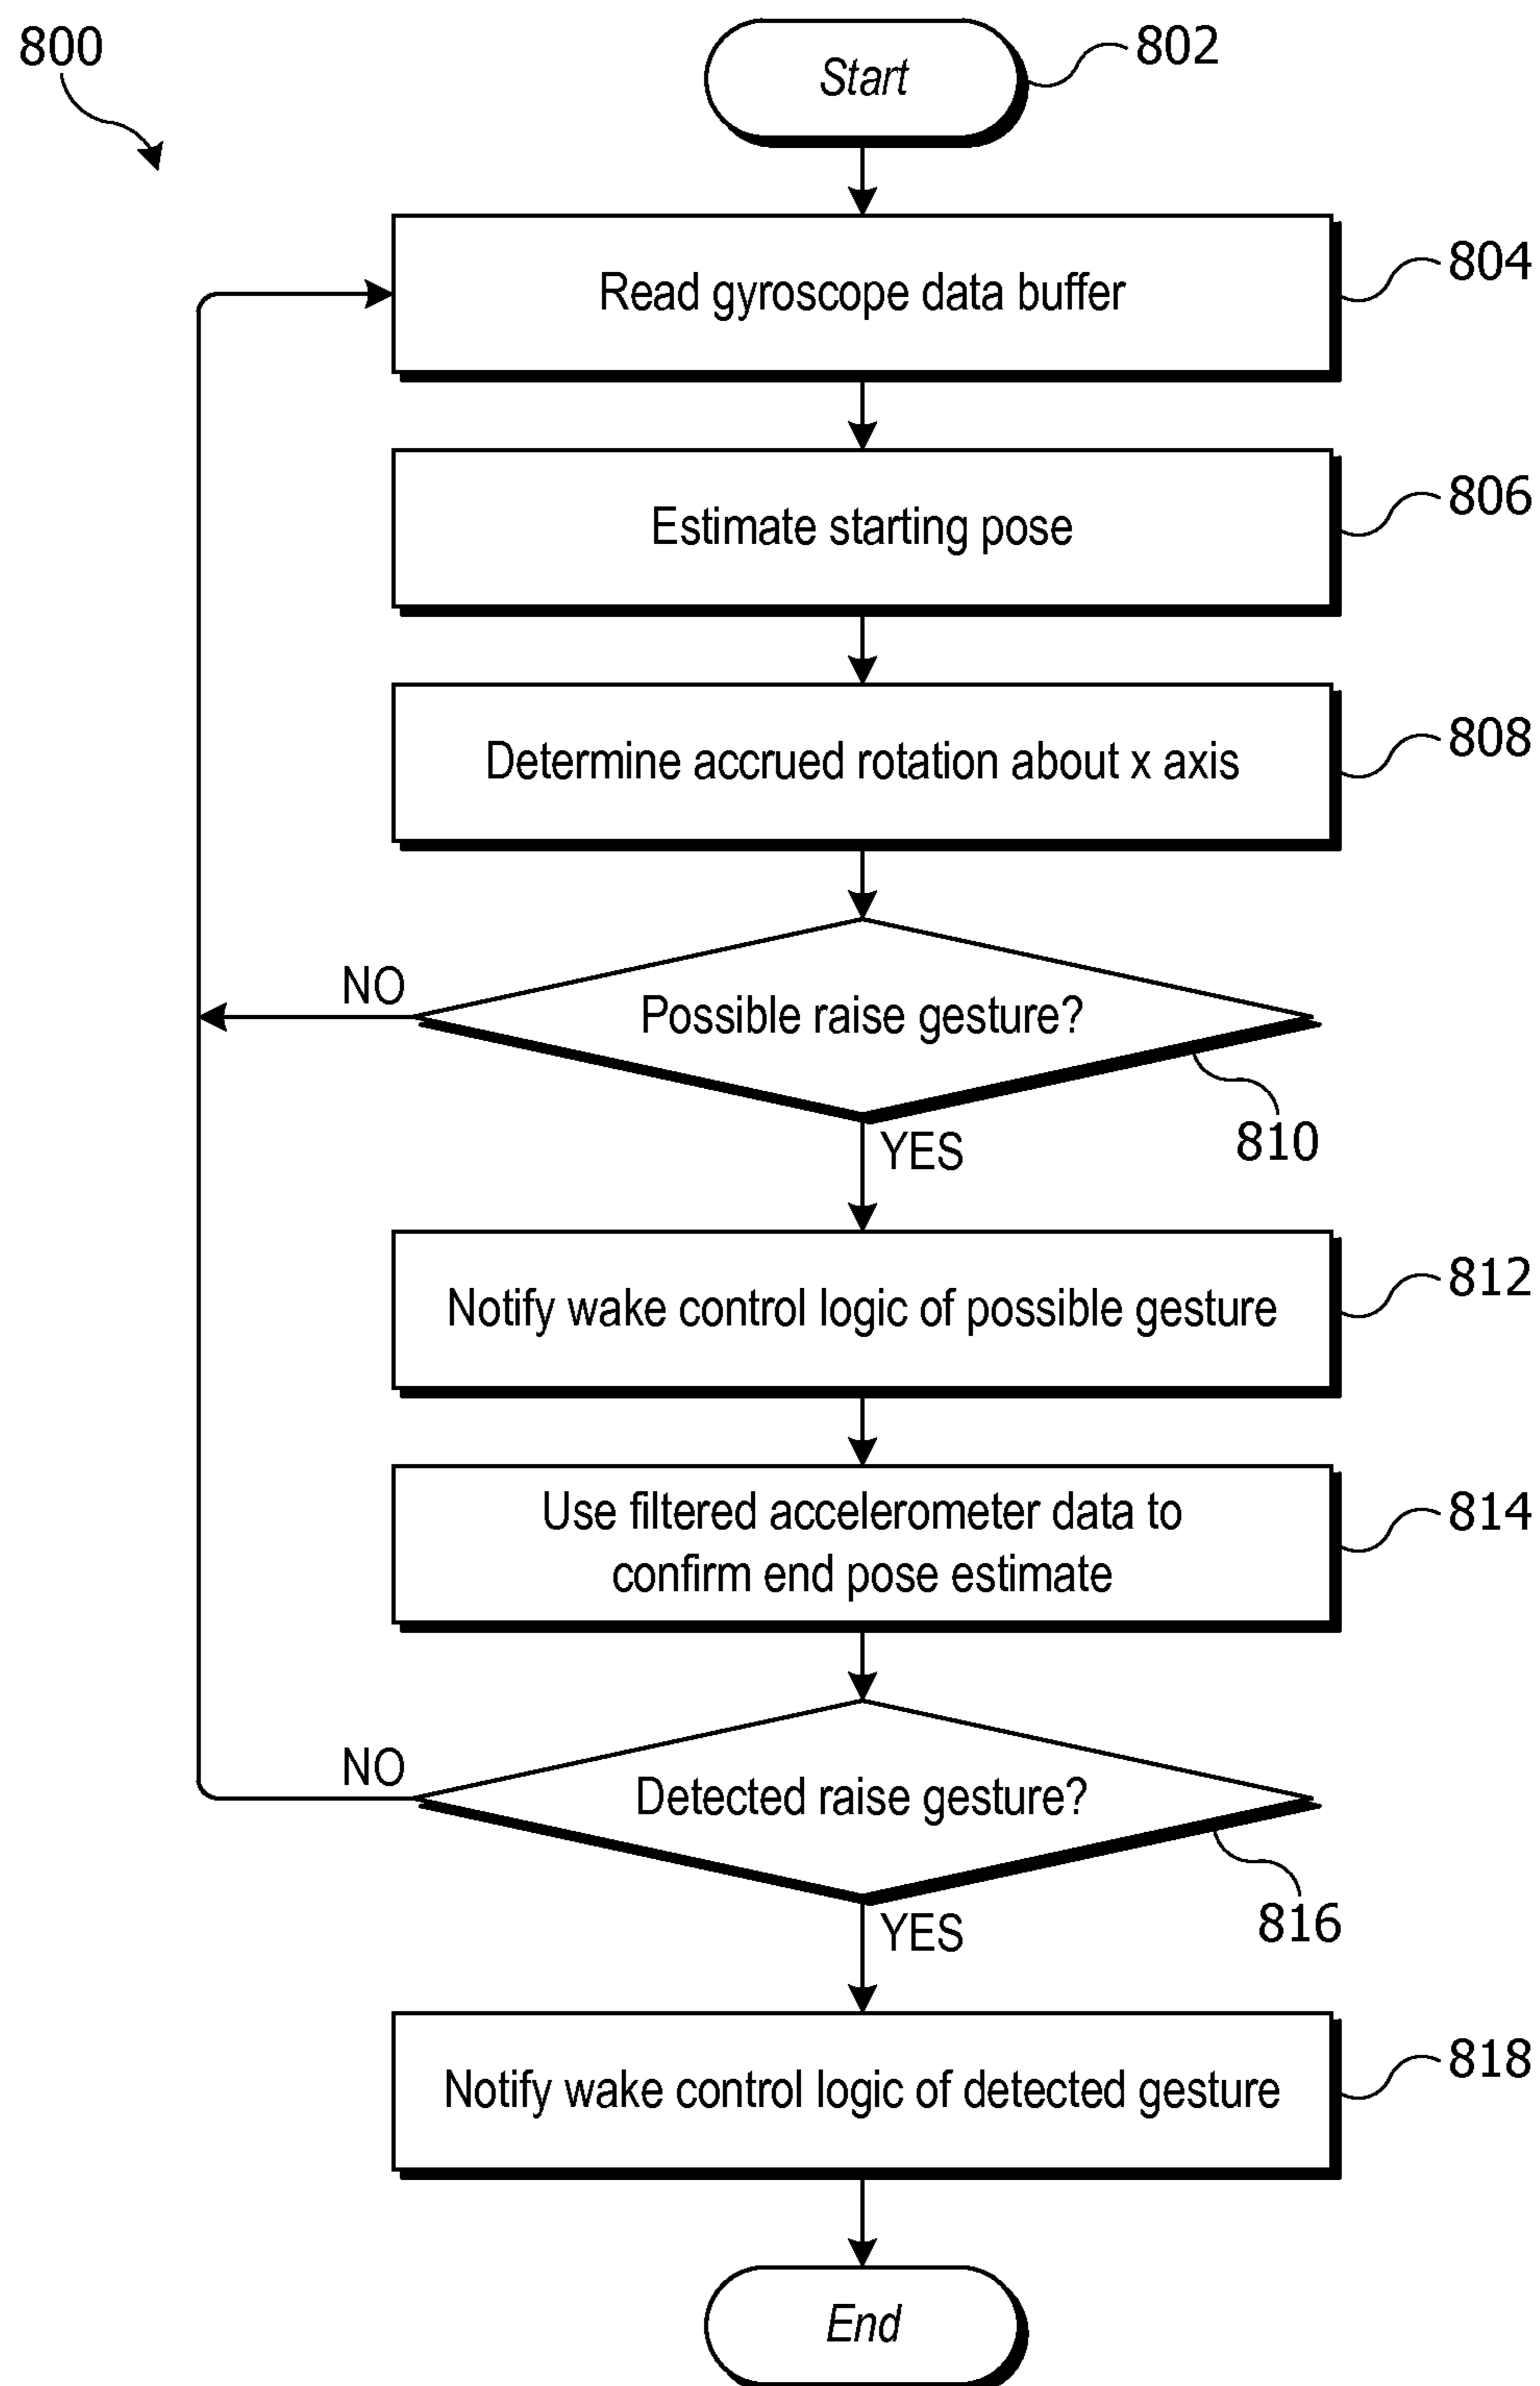 800
Start
802
Read gyroscope data buffer
804
Estimate starting pose
806
Determine accrued rotation about x axis
808
NO
Possible raise gesture?
810
YES
Notify wake control logic of possible gesture
812
Use filtered accelerometer data to
confirm end pose estimate
814
NO
Detected raise gesture?
816
YES
Notify wake control logic of detected gesture
818
End